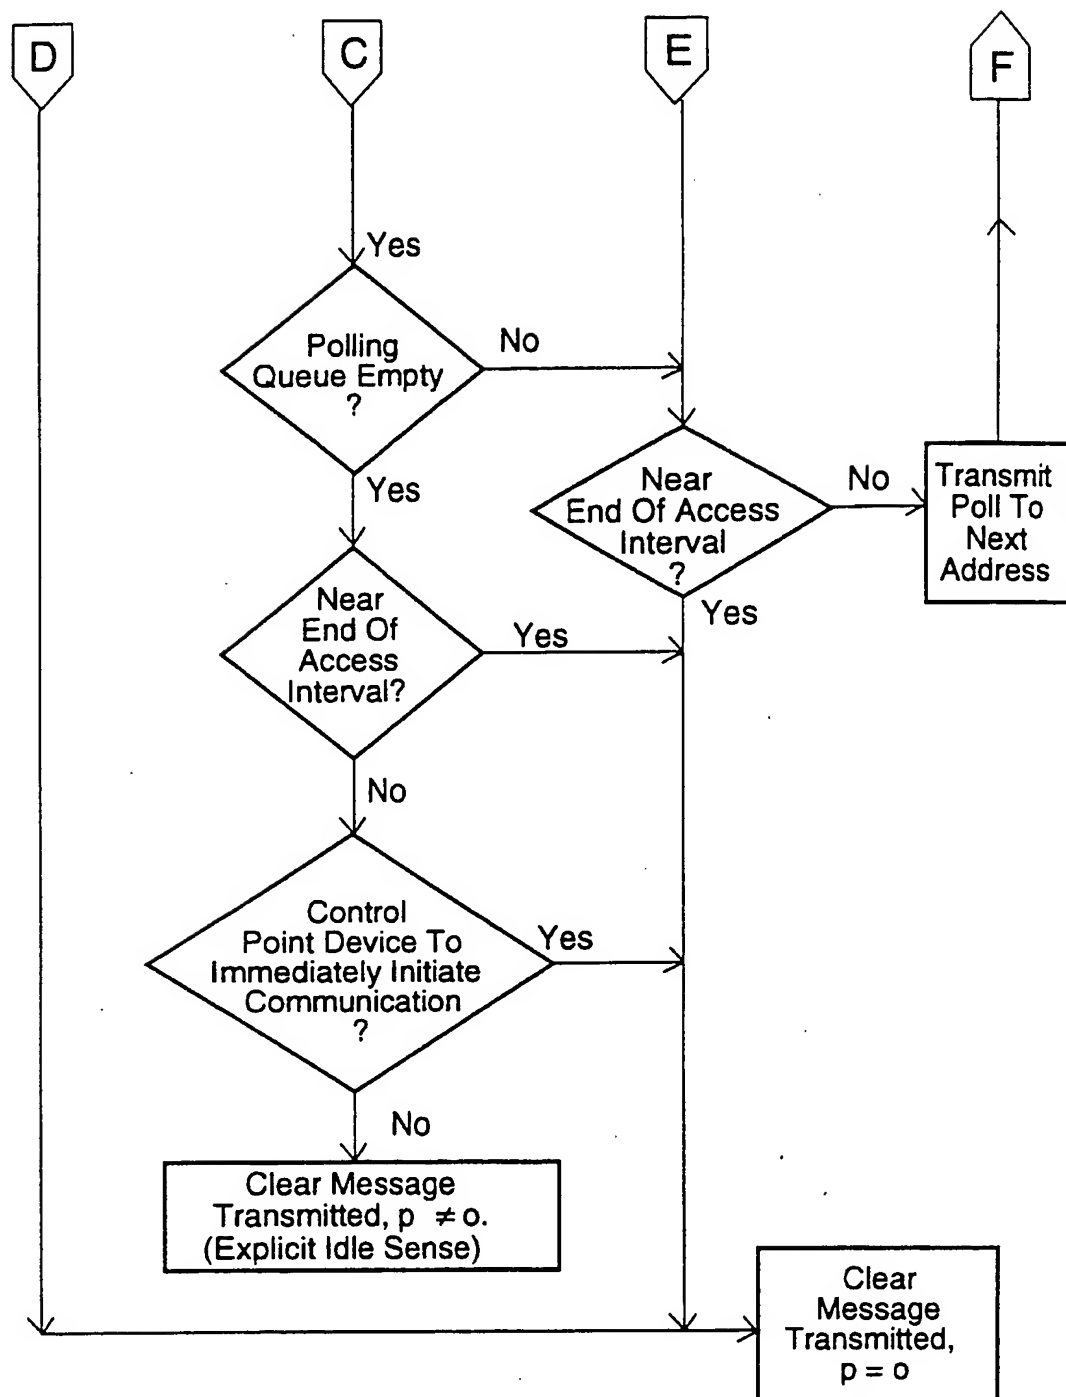 D
C
E
F
Yes
Polling
Queue Empty
?
No
Yes
Near
End Of Access
Interval
?
No
Transmit
Poll To
Next
Address
Yes
Near
End Of
Access
Interval?
Yes
No
Control
Point Device To
Immediately Initiate
Communication
?
Yes
No
Clear Message
Transmitted, p ≠ o.
(Explicit Idle Sense)
Clear
Message
Transmitted,
p = o